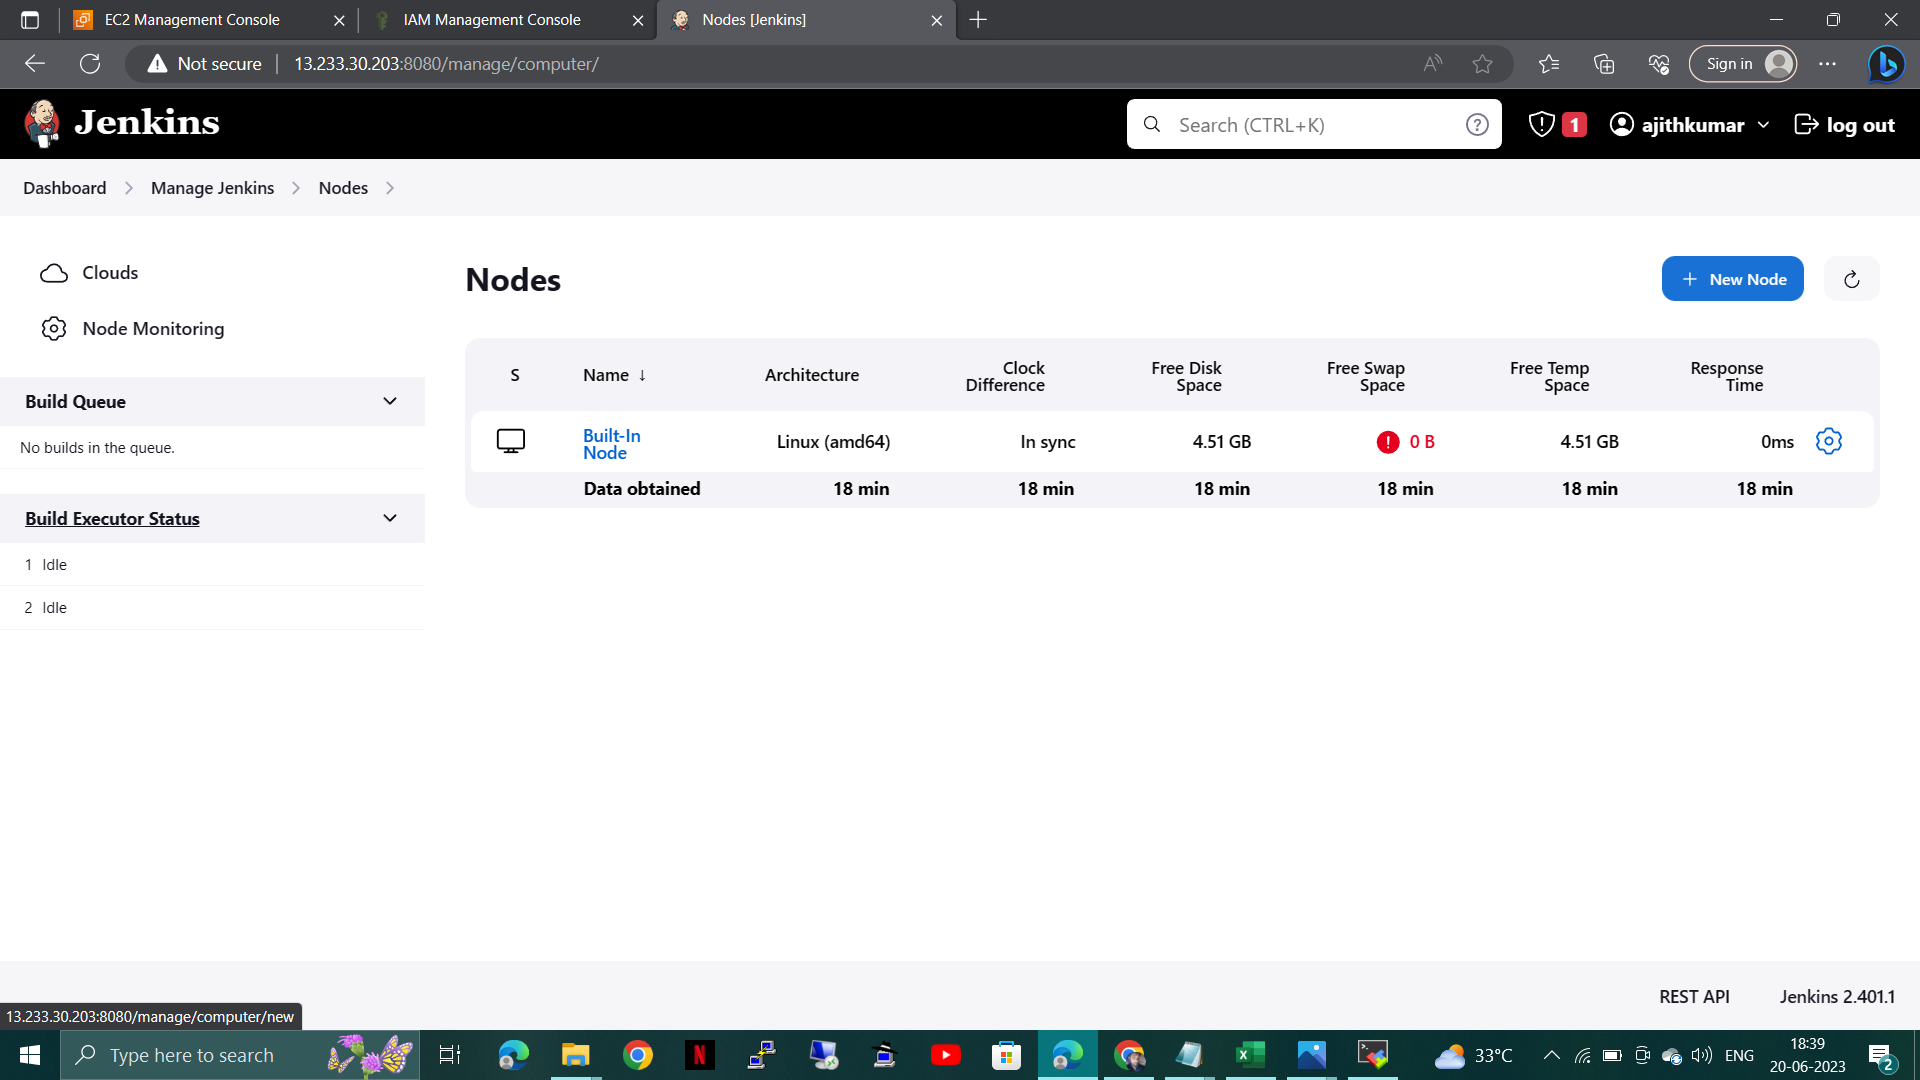 EC2 Management Console
IAM Management Console
Nodes [Jenkins]
Not secure
13.233.30.203:8080/manage/computer/
Sign in
Jenkins
Search (CTRL+K)
1
ajithkumar
log out
Dashboard
Manage Jenkins
Nodes
Clouds
Node Monitoring
Build Queue
No builds in the queue.
Build Executor Status
1 Idle
2 Idle
Nodes
+ New Node
S Name ↓ Architecture Clock Difference Free Disk Space Free Swap Space Free Temp Space Response Time
Built-In Node Linux (amd64) In sync 4.51 GB 0 B 4.51 GB 0ms
Data obtained 18 min 18 min 18 min 18 min 18 min 18 min
REST API
Jenkins 2.401.1
13.233.30.203:8080/manage/computer/new
Type here to search
33°C
ENG
18:39
20-06-2023
2